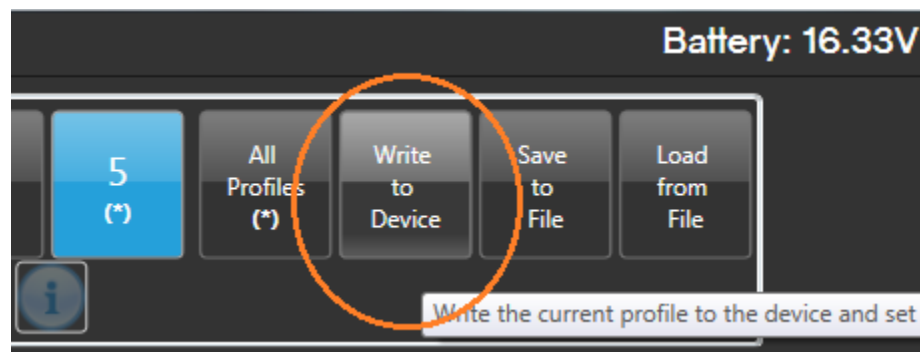 Battery: 16.33V
5
(*)
All
Profiles
(*)
Write
to
Device
Save
to
File
Load
from
File
i
Write the current profile to the device and set